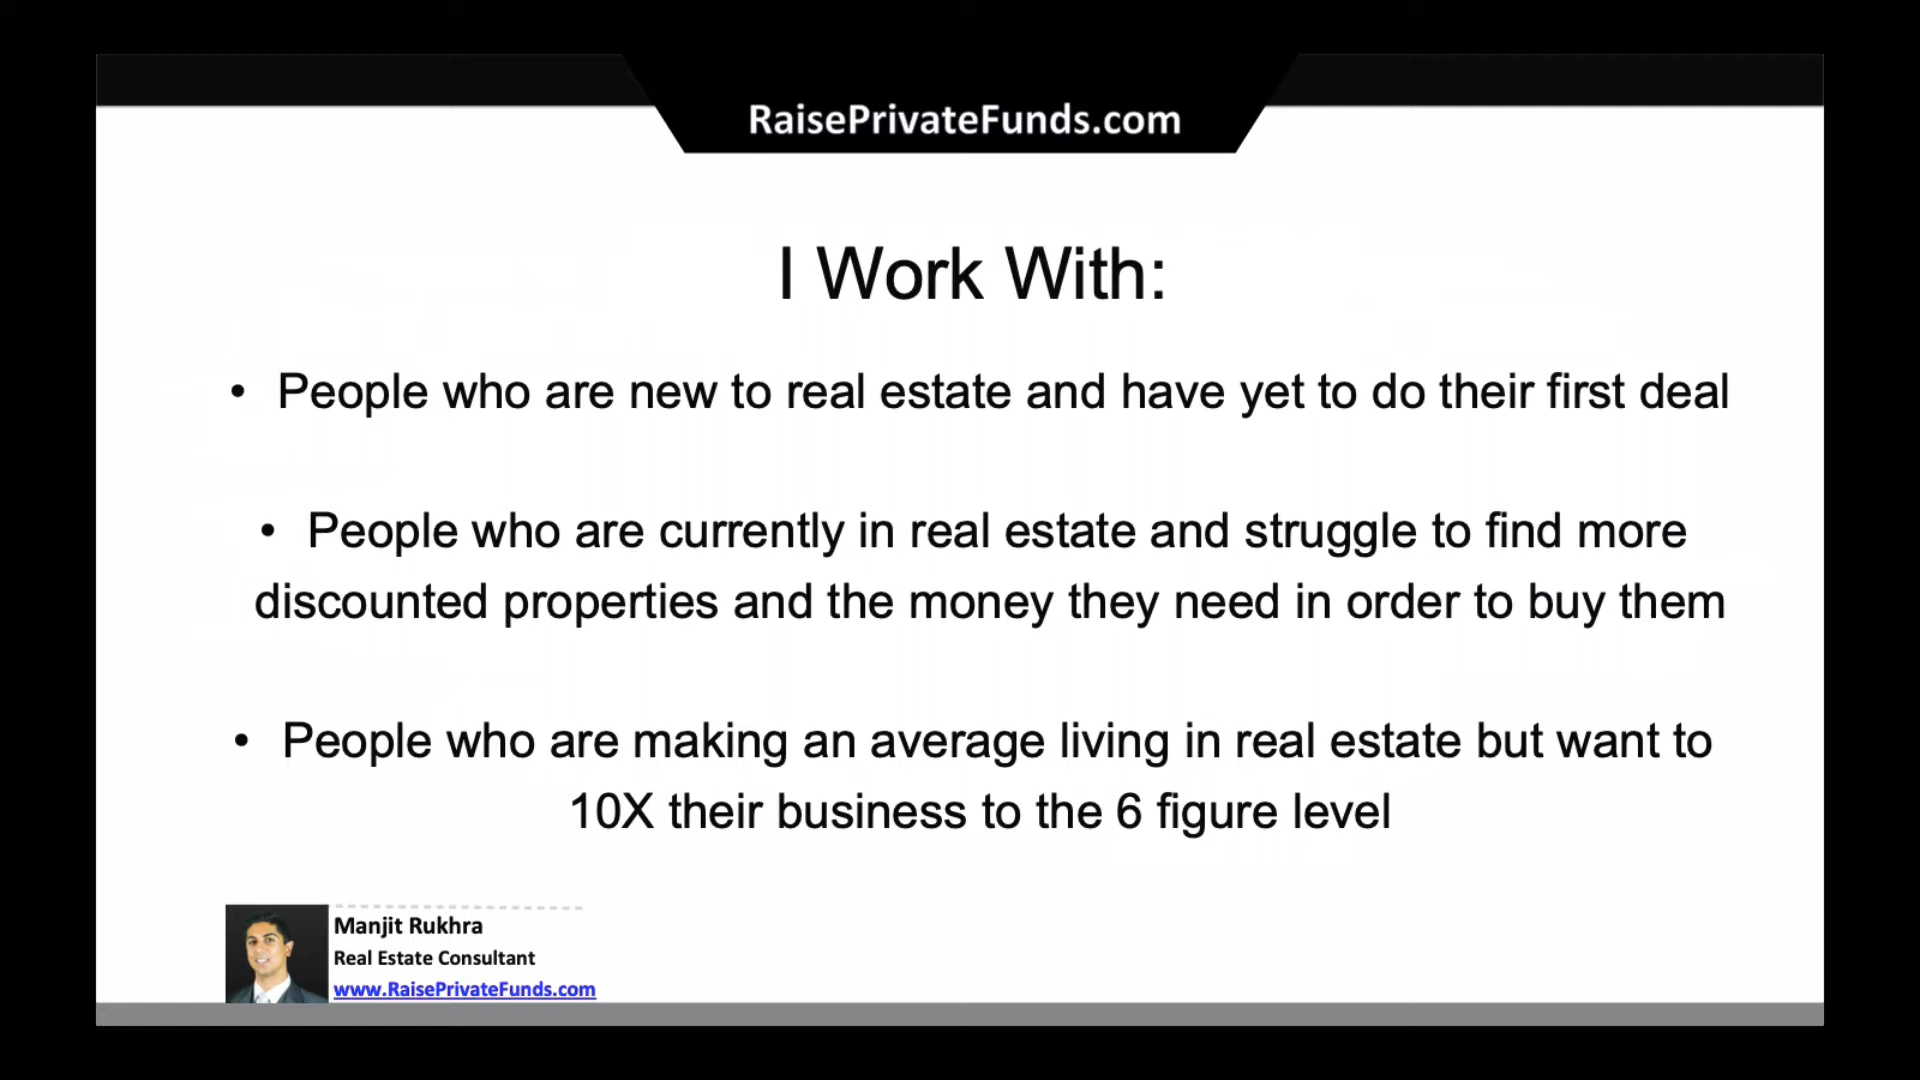 RaisePrivateFunds.com
I Work With:
• People who are new to real estate and have yet to do their first deal
• People who are currently in real estate and struggle to find more
discounted properties and the money they need in order to buy them
• People who are making an average living in real estate but want to
10X their business to the 6 figure level
Manjit Rukhra
Real Estate Consultant
www.RaisePrivateFunds.com